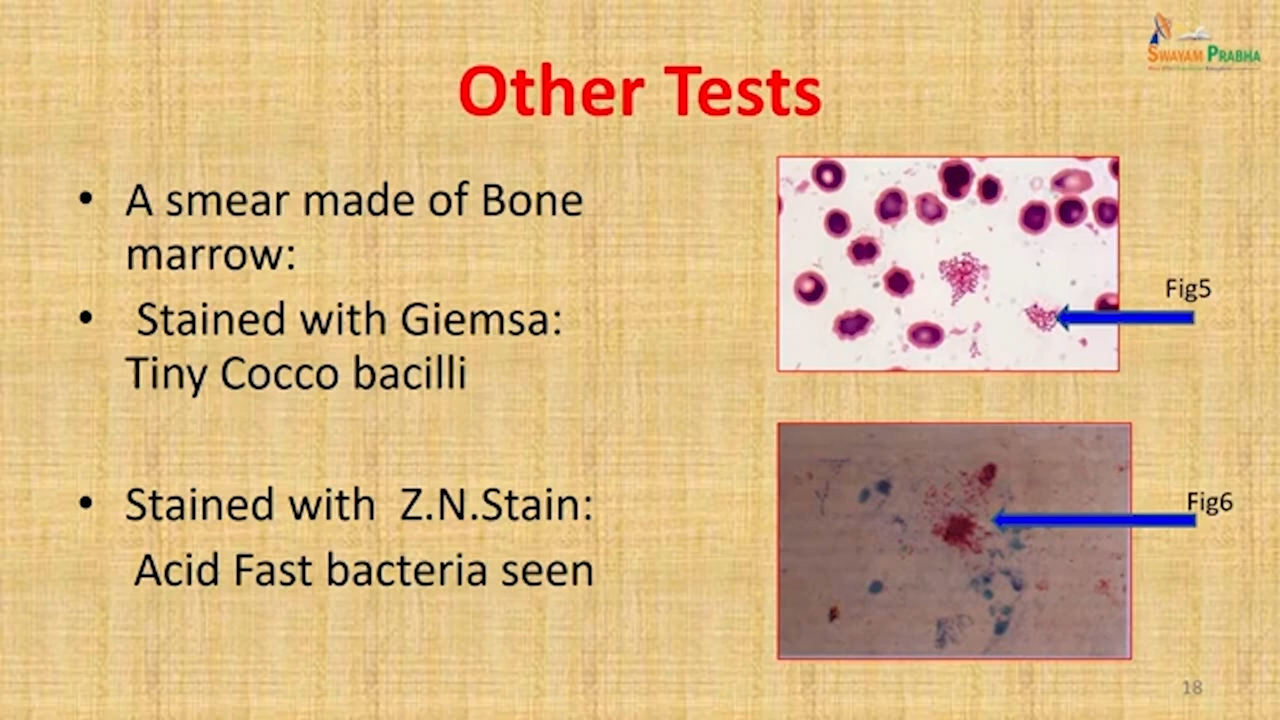 SWAYAM PRABHA
Other Tests
• A smear made of Bone
marrow:
• Stained with Giemsa:
Tiny Cocco bacilli
• Stained with Z.N.Stain:
Acid Fast bacteria seen
Fig5
Fig6
18